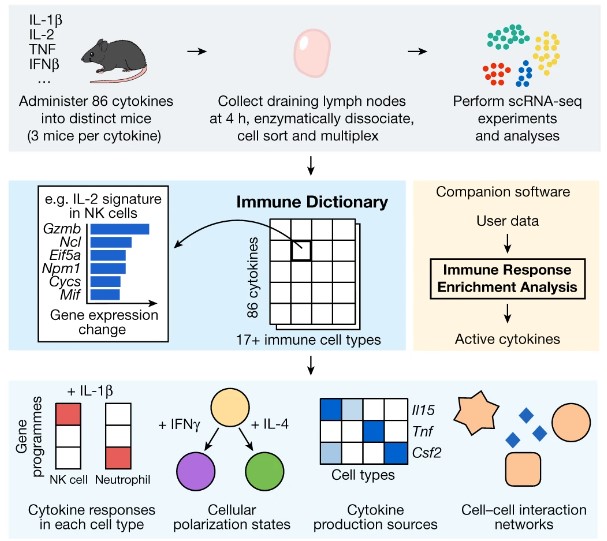 IL-1β
IL-2
TNF
IFNβ
...
Administer 86 cytokines
into distinct mice
(3 mice per cytokine)
Collect draining lymph nodes
at 4 h, enzymatically dissociate,
cell sort and multiplex
Perform scRNA-seq
experiments
and analyses
e.g. IL-2 signature
in NK cells
Gzmb
Ncl
Eif5a
Npm1
Cycs
Mif
Gene expression
change
Immune Dictionary
86 cytokines
17+ immune cell types
Companion software
User data
Immune Response
Enrichment Analysis
Active cytokines
+ IL-1β
Gene
programmes
NK cell
Neutrophil
Cytokine responses
in each cell type
+ IFNγ
+ IL-4
Cellular
polarization states
Il15
Tnf
Csf2
Cell types
Cytokine
production sources
Cell–cell interaction
networks